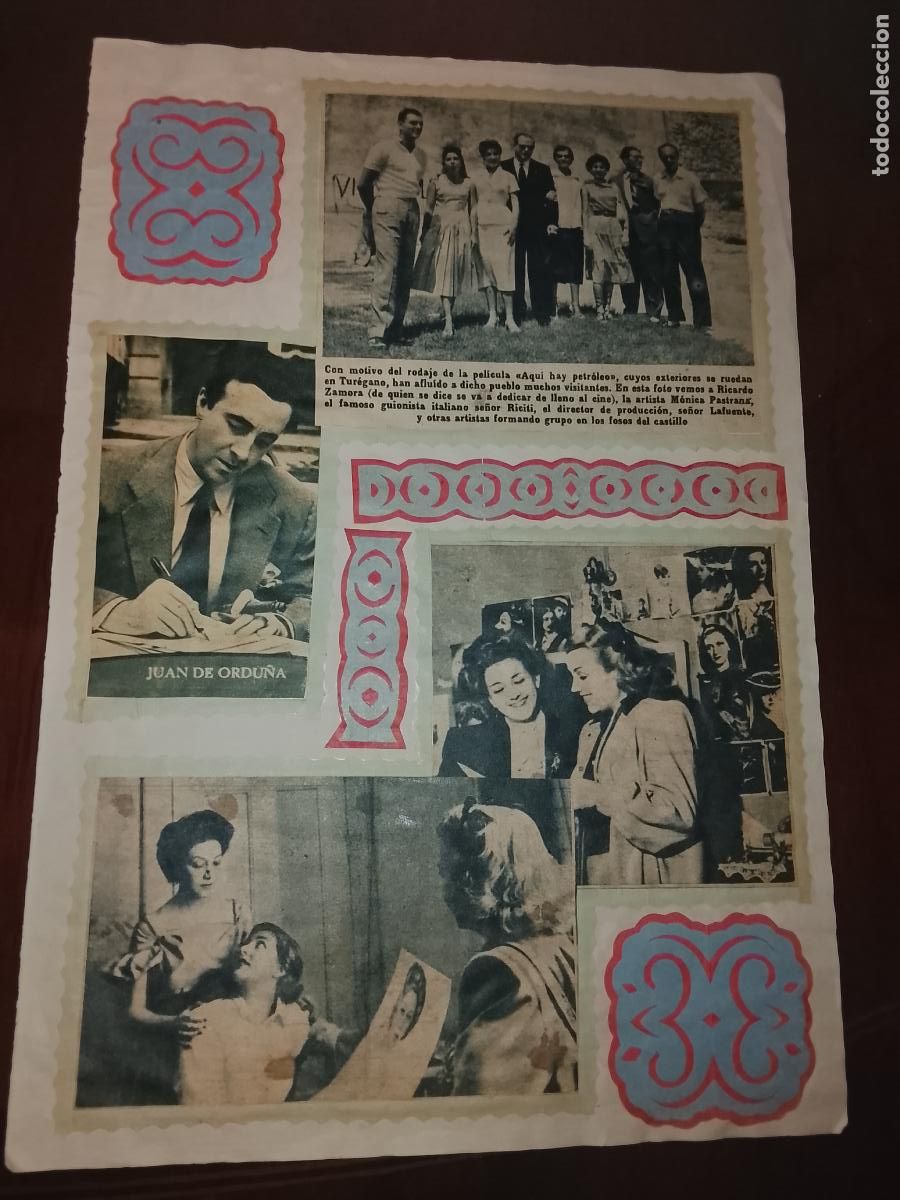 todocoleccion
Con motivo del rodaje de la película «Aquí hay petróleo», cuyos exteriores se ruedan
en Turégano, han afluído a dicho pueblo muchos visitantes. En esta foto vemos a Ricardo
Zamora (de quien se dice se va a dedicar de lleno al cine), la artista Mónica Pastrana,
el famoso guionista italiano señor Riciti, el director de producción, señor Lafuente,
y otras artistas formando grupo en los fosos del castillo
JUAN DE ORDUÑA